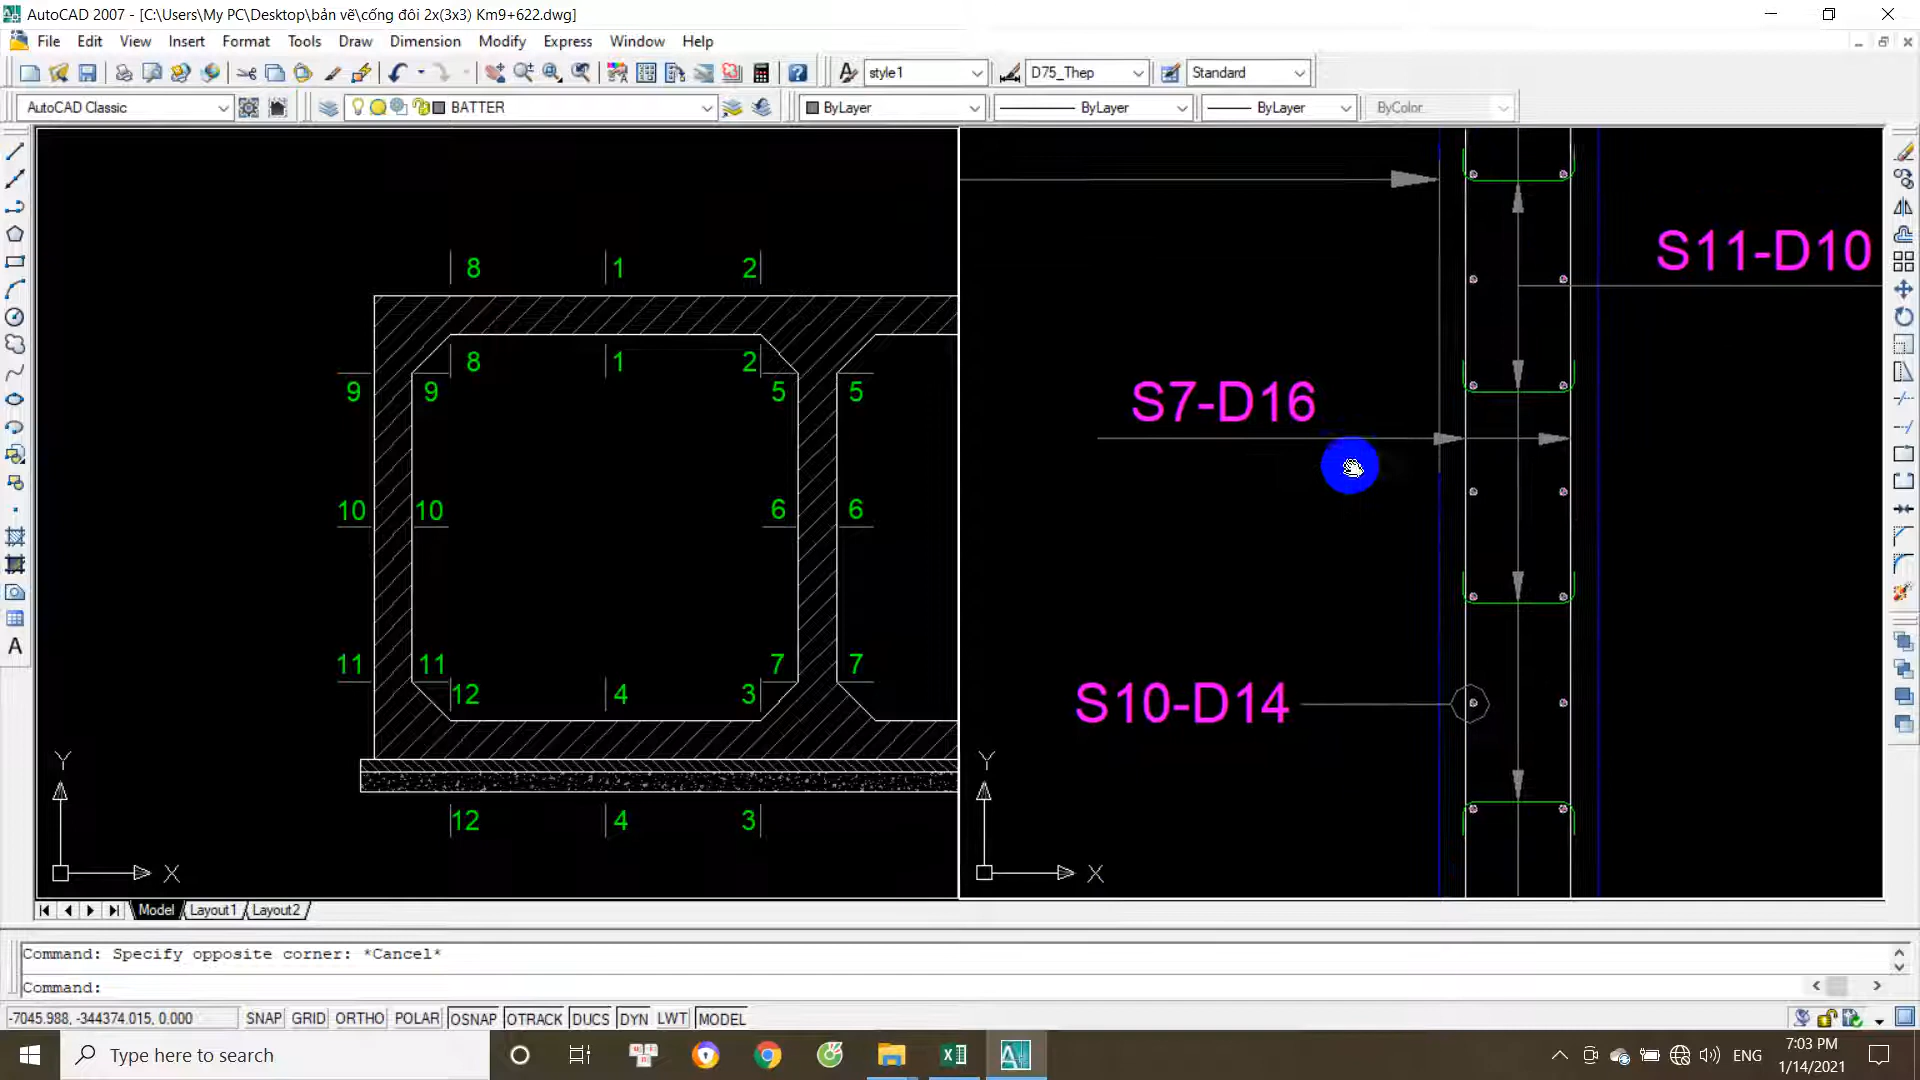 AutoCAD 2007 - [C:\Users\My PC\Desktop\bản vẽ\cống đôi 2x(3x3) Km9+622.dwg]
File Edit View Insert Format Tools Draw Dimension Modify Express Window Help
style1 D75_Thep Standard
AutoCAD Classic BATTER ByLayer ByLayer ByLayer ByColor
8 1 2
8 1 2
9 9 5 5
10 10 6 6
11 11 7 7
12 4 3
12 4 3
Y
X
S11-D10
S7-D16
S10-D14
Y
X
Model Layout1 Layout2
Command: Specify opposite corner: *Cancel*
Command:
-7045.988, -344374.015, 0.000 SNAP GRID ORTHO POLAR OSNAP OTRACK DUCS DYN LWT MODEL
Type here to search
ENG
7:03 PM
1/14/2021